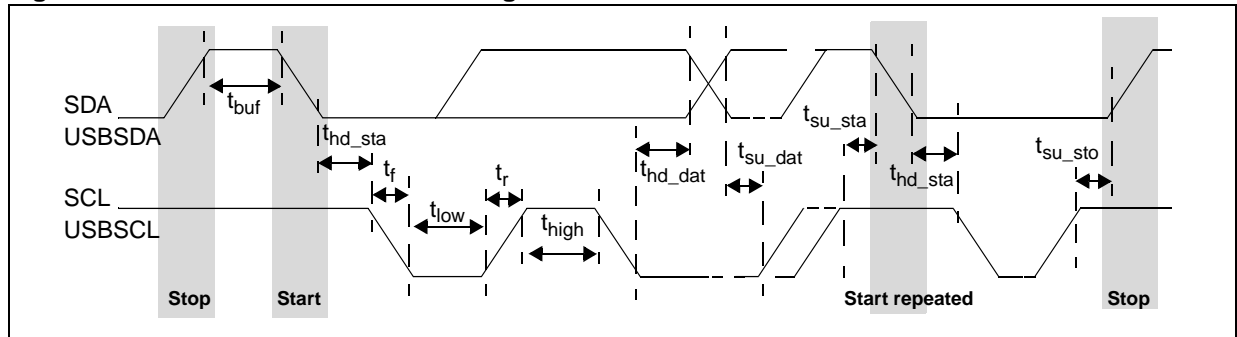 SDA
USBSDA
t_buf
t_hd_sta
t_f
t_low
t_r
t_high
t_hd_dat
t_su_dat
t_su_sta
t_hd_sta
t_su_sto
SCL
USBSCL
Stop
Start
Start repeated
Stop